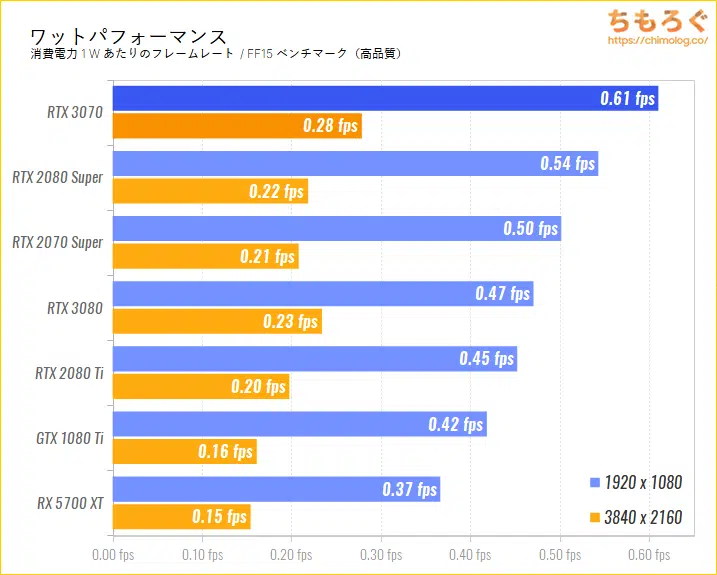 ちもろぐ
https://chimolog.co/
ワットパフォーマンス
消費電力1Wあたりのフレームレート / FF15ベンチマーク（高品質）
RTX 3070
0.61 fps
0.28 fps
RTX 2080 Super
0.54 fps
0.22 fps
RTX 2070 Super
0.50 fps
0.21 fps
RTX 3080
0.47 fps
0.23 fps
RTX 2080 Ti
0.45 fps
0.20 fps
GTX 1080 Ti
0.42 fps
0.16 fps
RX 5700 XT
0.37 fps
0.15 fps
1920 x 1080
3840 x 2160
0.00 fps 0.10 fps 0.20 fps 0.30 fps 0.40 fps 0.50 fps 0.60 fps